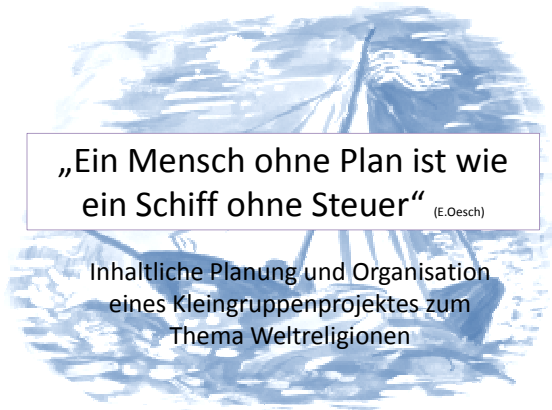 „Ein Mensch ohne Plan ist wie
ein Schiff ohne Steuer“ (E.Oesch)
Inhaltliche Planung und Organisation
eines Kleingruppenprojektes zum
Thema Weltreligionen